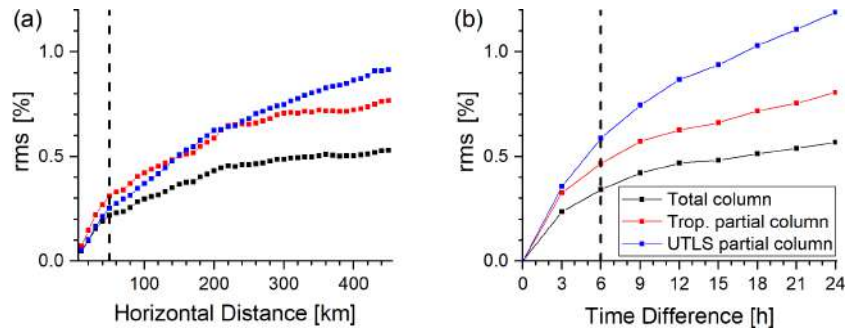 (a)
rms [%]
1.0
0.5
0.0
100 200 300 400
Horizontal Distance [km]
(b)
rms [%]
1.0
0.5
0.0
0 3 6 9 12 15 18 21 24
Time Difference [h]
Total column
Trop. partial column
UTLS partial column